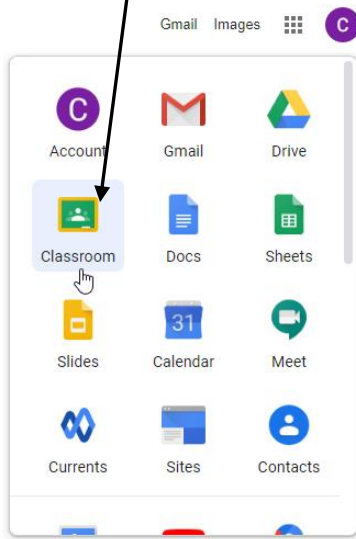 Gmail Images C
C
Account Gmail Drive
Classroom Docs Sheets
31
Slides Calendar Meet
Currents Sites Contacts